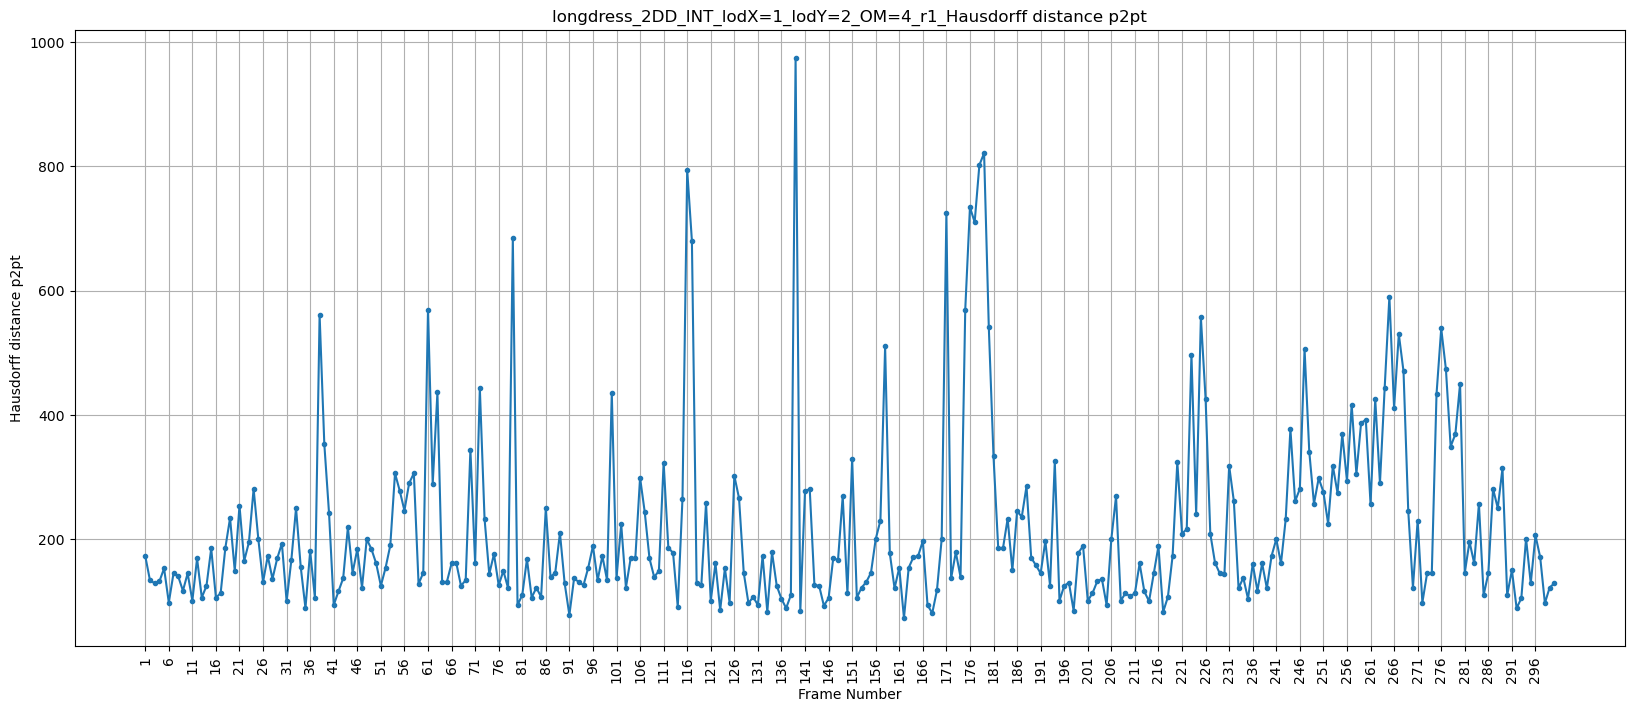 longdress_2DD_INT_lodX=1_lodY=2_OM=4_r1_Hausdorff distance p2pt
1000
800
600
400
200
Hausdorff distance p2pt
1 6 11 16 21 26 31 36 41 46 51 56 61 66 71 76 81 86 91 96 101 106 111 116 121 126 131 136 141 146 151 156 161 166 171 176 181 186 191 196 201 206 211 216 221 226 231 236 241 246 251 256 261 266 271 276 281 286 291 296
Frame Number